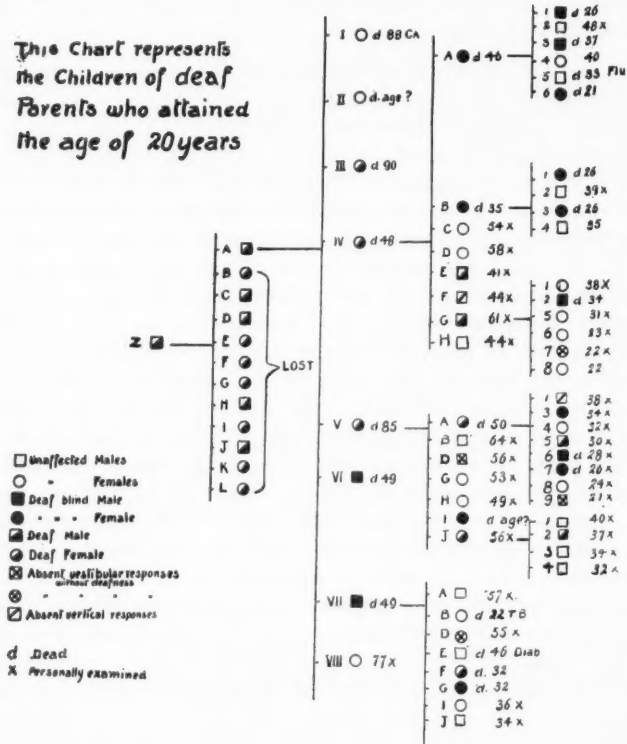 This Chart represents
the Children of deaf
Parents who attained
the age of 20 years
Z
A
B
C
D
E
F
G
H
I
J
K
L
LOST
I d 88 CA
II d. age ?
III d 90
IV d 48
V d 85
VI d 49
VII d 49
VIII 77x
A d 46
B d 35
C 54x
D 58x
E 41x
F 44x
G 61x
H 44x
A d 50
B 64x
D 56x
G 53x
H 49x
I d age?
J 56x
A 57x.
B d 22 TB
D 55x
E d 46 Diab
F d. 32
G d. 32
I 36x
J 34x
1 d 26
2 48x
3 d 37
4 40
5 d 33 Flu
6 d 21
1 d 26
2 39x
3 d 26
4 35
1 38x
2 d 34
5 31x
6 23x
7 22x
8 22
1 38x
3 34x
4 32x
5 30x
6 d 28x
7 d 26x
8 24x
9 21x
1 40x
2 37x
3 34x
4 32x
Unaffected Males
" Females
Deaf blind Male
" " " Female
Deaf Male
Deaf Female
Absent vestibular responses
without deafness
" " "
Absent vertical responses
d Dead
x Personally examined